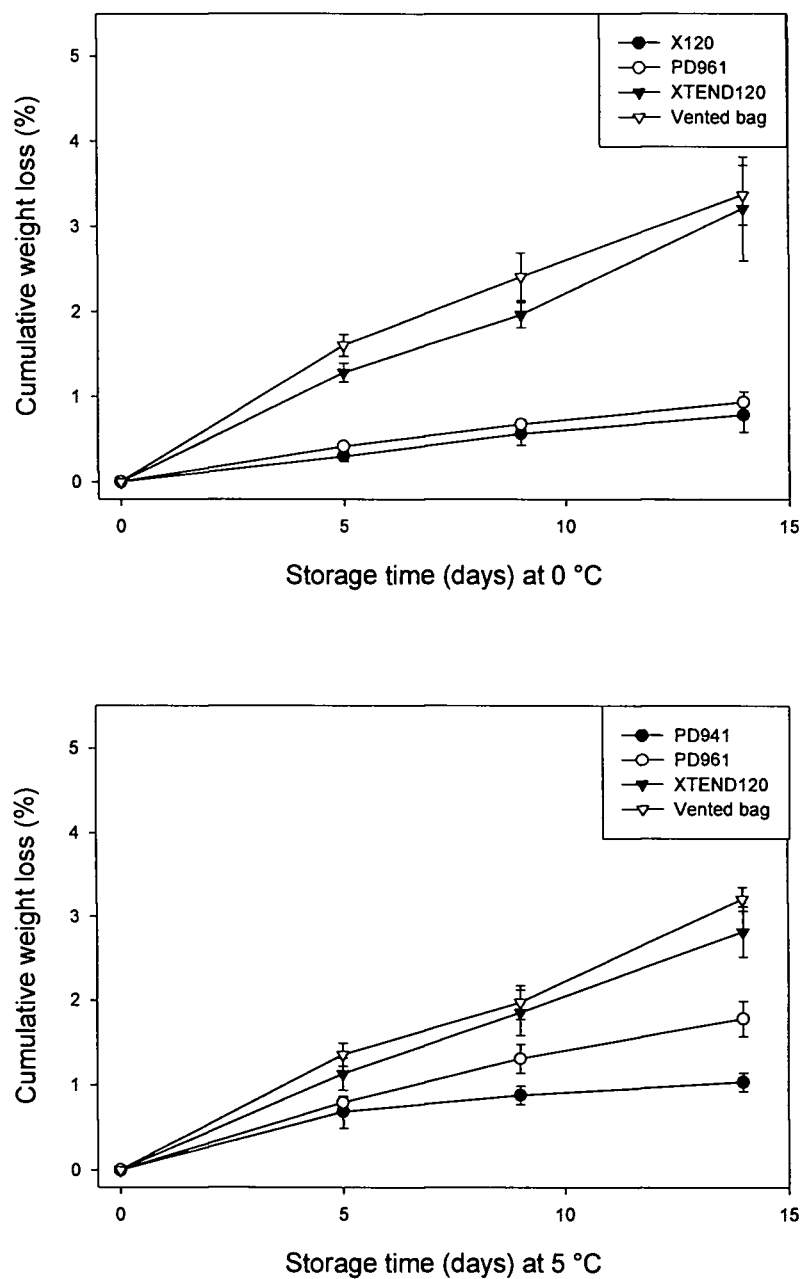 Cumulative weight loss (%)
5
4
3
2
1
0
X120
PD961
XTEND120
Vented bag
0
5
10
15
Storage time (days) at 0 °C
Cumulative weight loss (%)
5
4
3
2
1
0
PD941
PD961
XTEND120
Vented bag
0
5
10
15
Storage time (days) at 5 °C